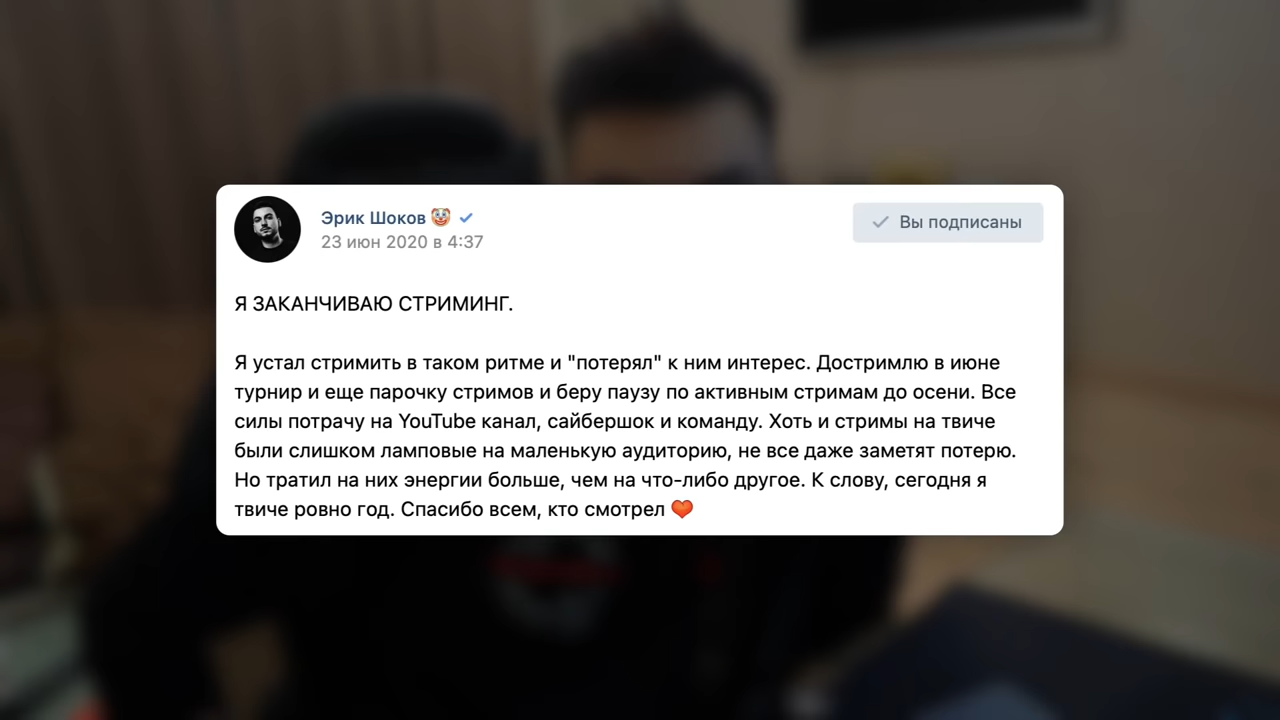 Эрик Шоков 🤡
23 июн 2020 в 4:37
Вы подписаны
Я ЗАКАНЧИВАЮ СТРИМИНГ.
Я устал стримить в таком ритме и "потерял" к ним интерес. Достримлю в июне
турнир и еще парочку стримов и беру паузу по активным стримам до осени. Все
силы потрачу на YouTube канал, сайбершок и команду. Хоть и стримы на твиче
были слишком ламповые на маленькую аудиторию, не все даже заметят потерю.
Но тратил на них энергии больше, чем на что-либо другое. К слову, сегодня я
твиче ровно год. Спасибо всем, кто смотрел ❤️